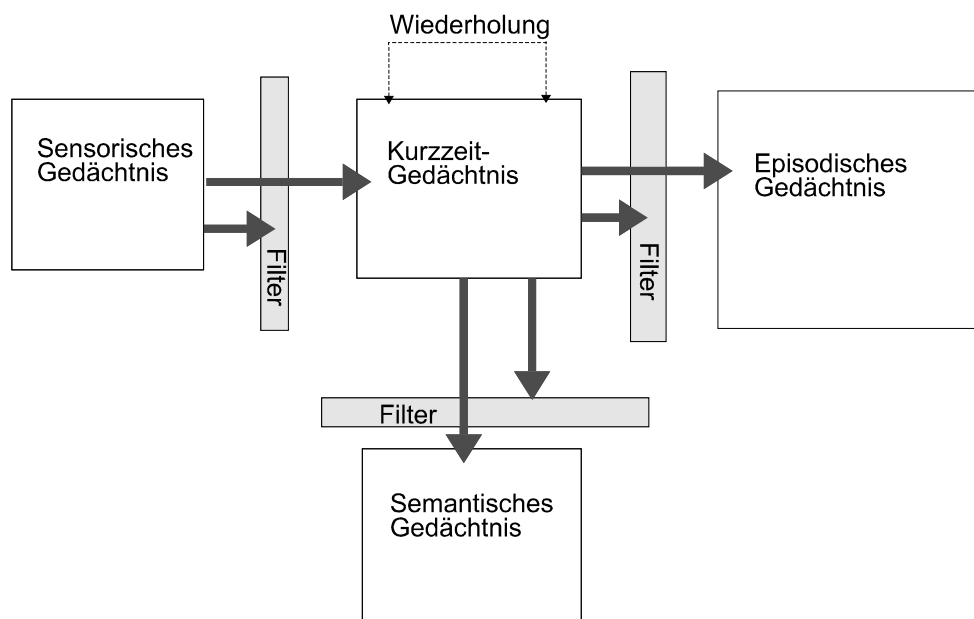 Wiederholung
Sensorisches
Gedächtnis
Filter
Kurzzeit-
Gedächtnis
Filter
Episodisches
Gedächtnis
Filter
Semantisches
Gedächtnis